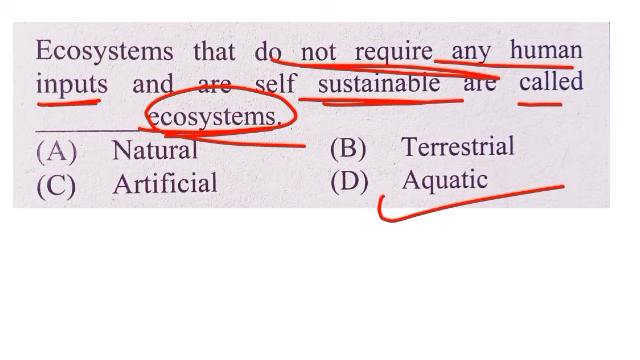 Ecosystems that do not require any human
inputs and are self sustainable are called
__________ ecosystems.
(A) Natural (B) Terrestrial
(C) Artificial (D) Aquatic